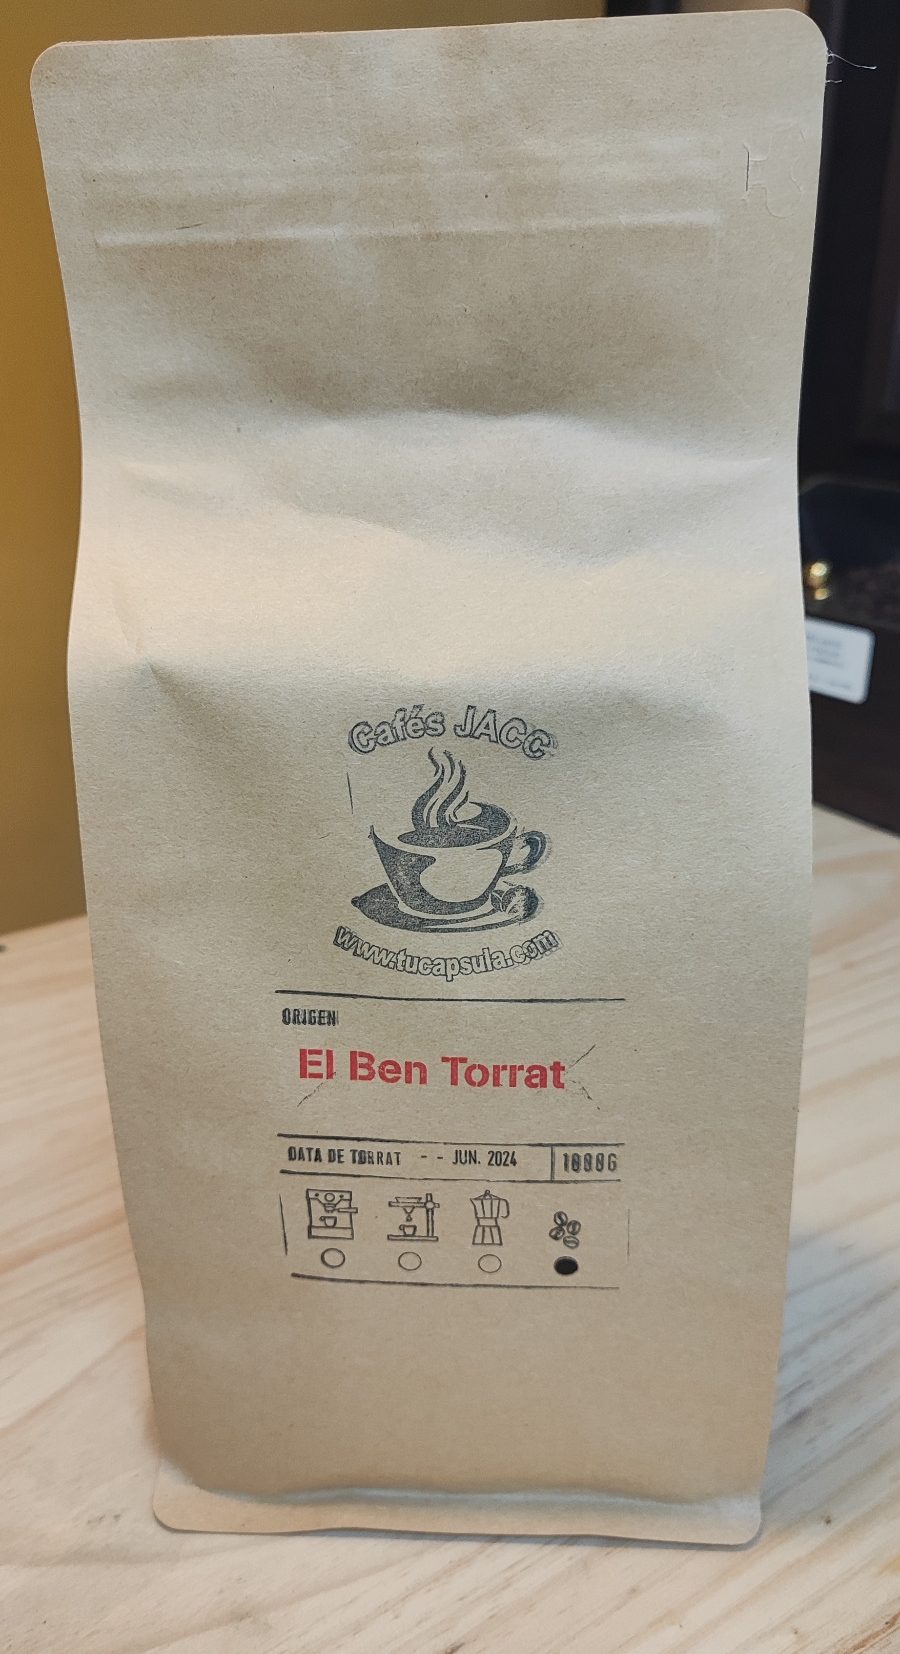 Cafés JACC
www.tucapsula.com
ORIGEN
El Ben Torrat
DATA DE TORRAT - - JUN. 2024
1000G